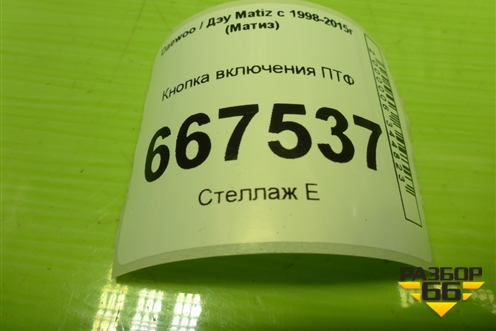 Daewoo / Дэу Matiz с 1998-2015г
(Матиз)
Кнопка включения ПТФ
667537
Стеллаж Е
РАЗБОР
66